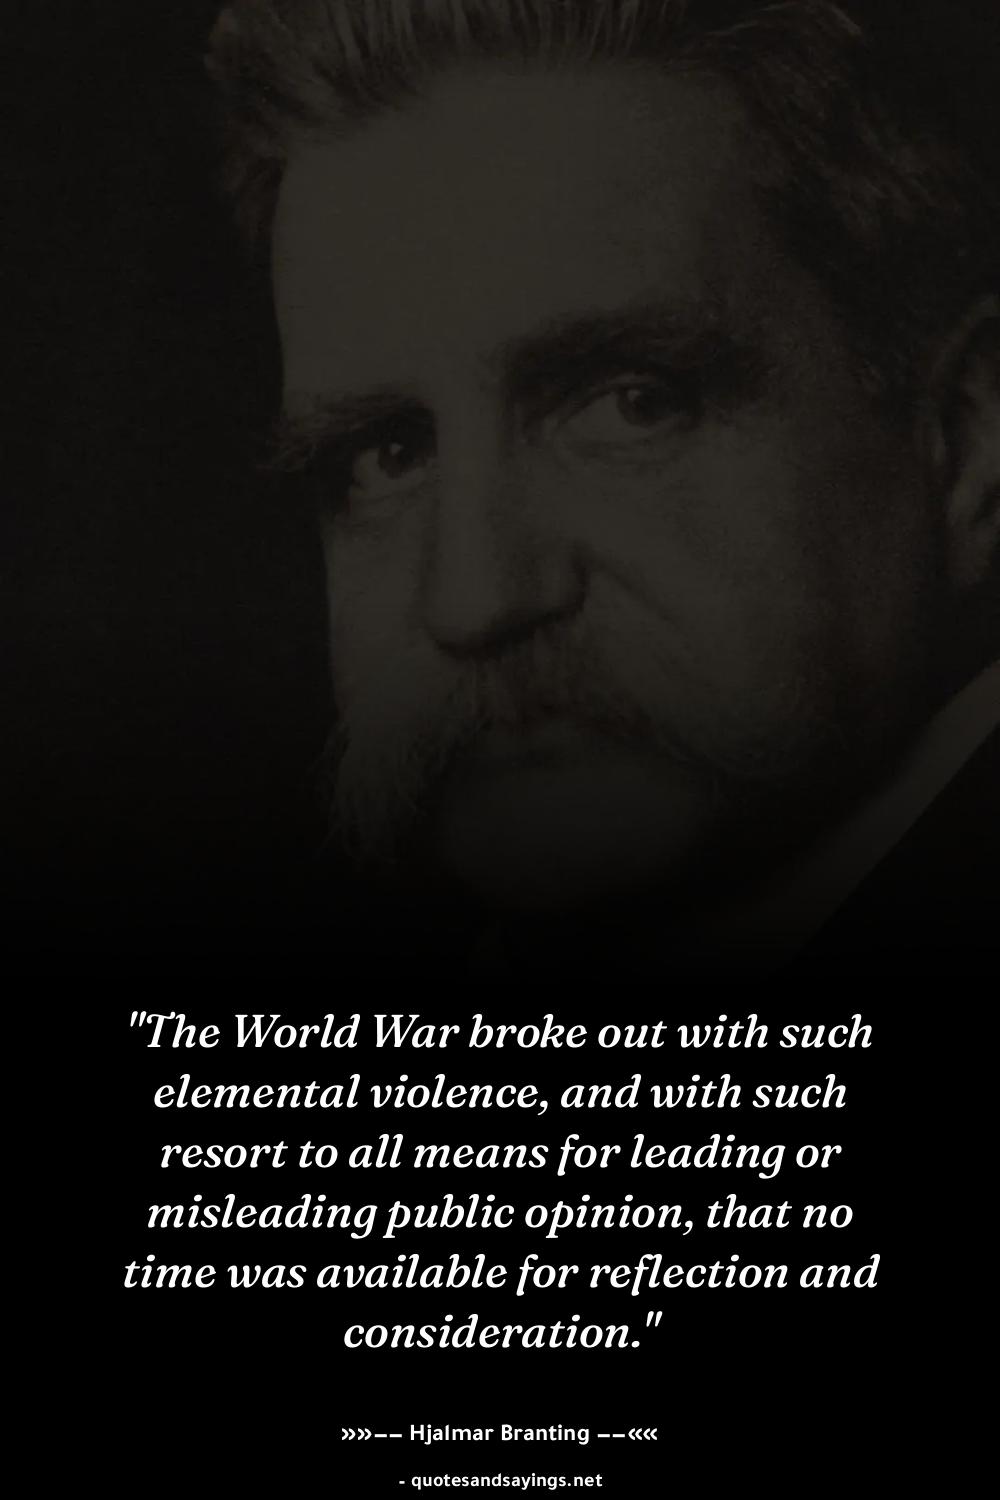 "The World War broke out with such
elemental violence, and with such
resort to all means for leading or
misleading public opinion, that no
time was available for reflection and
consideration."
»»−− Hjalmar Branting −−««
- quotesandsayings.net